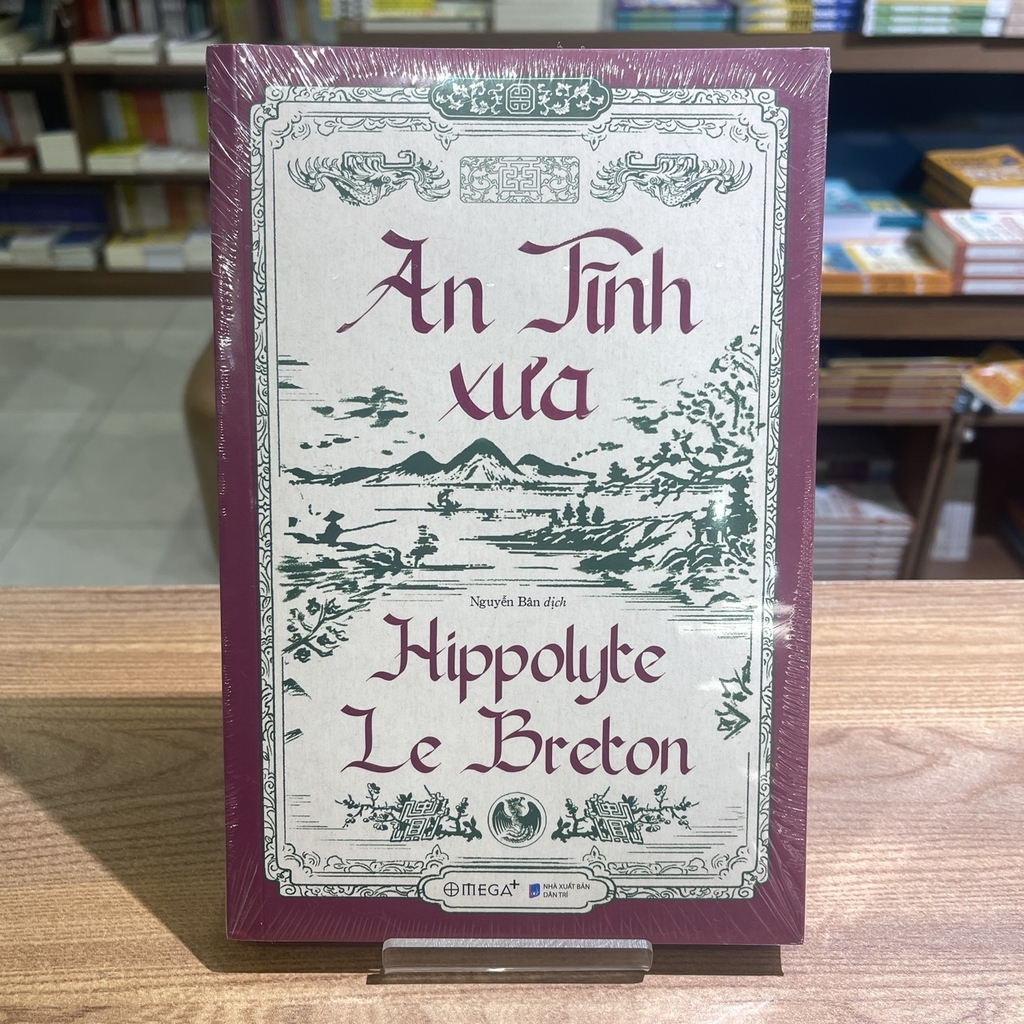 An Tĩnh
xưa
Nguyễn Bân dịch
Hippolyte
Le Breton
OMEGA+
NHÀ XUẤT BẢN
DÂN TRÍ